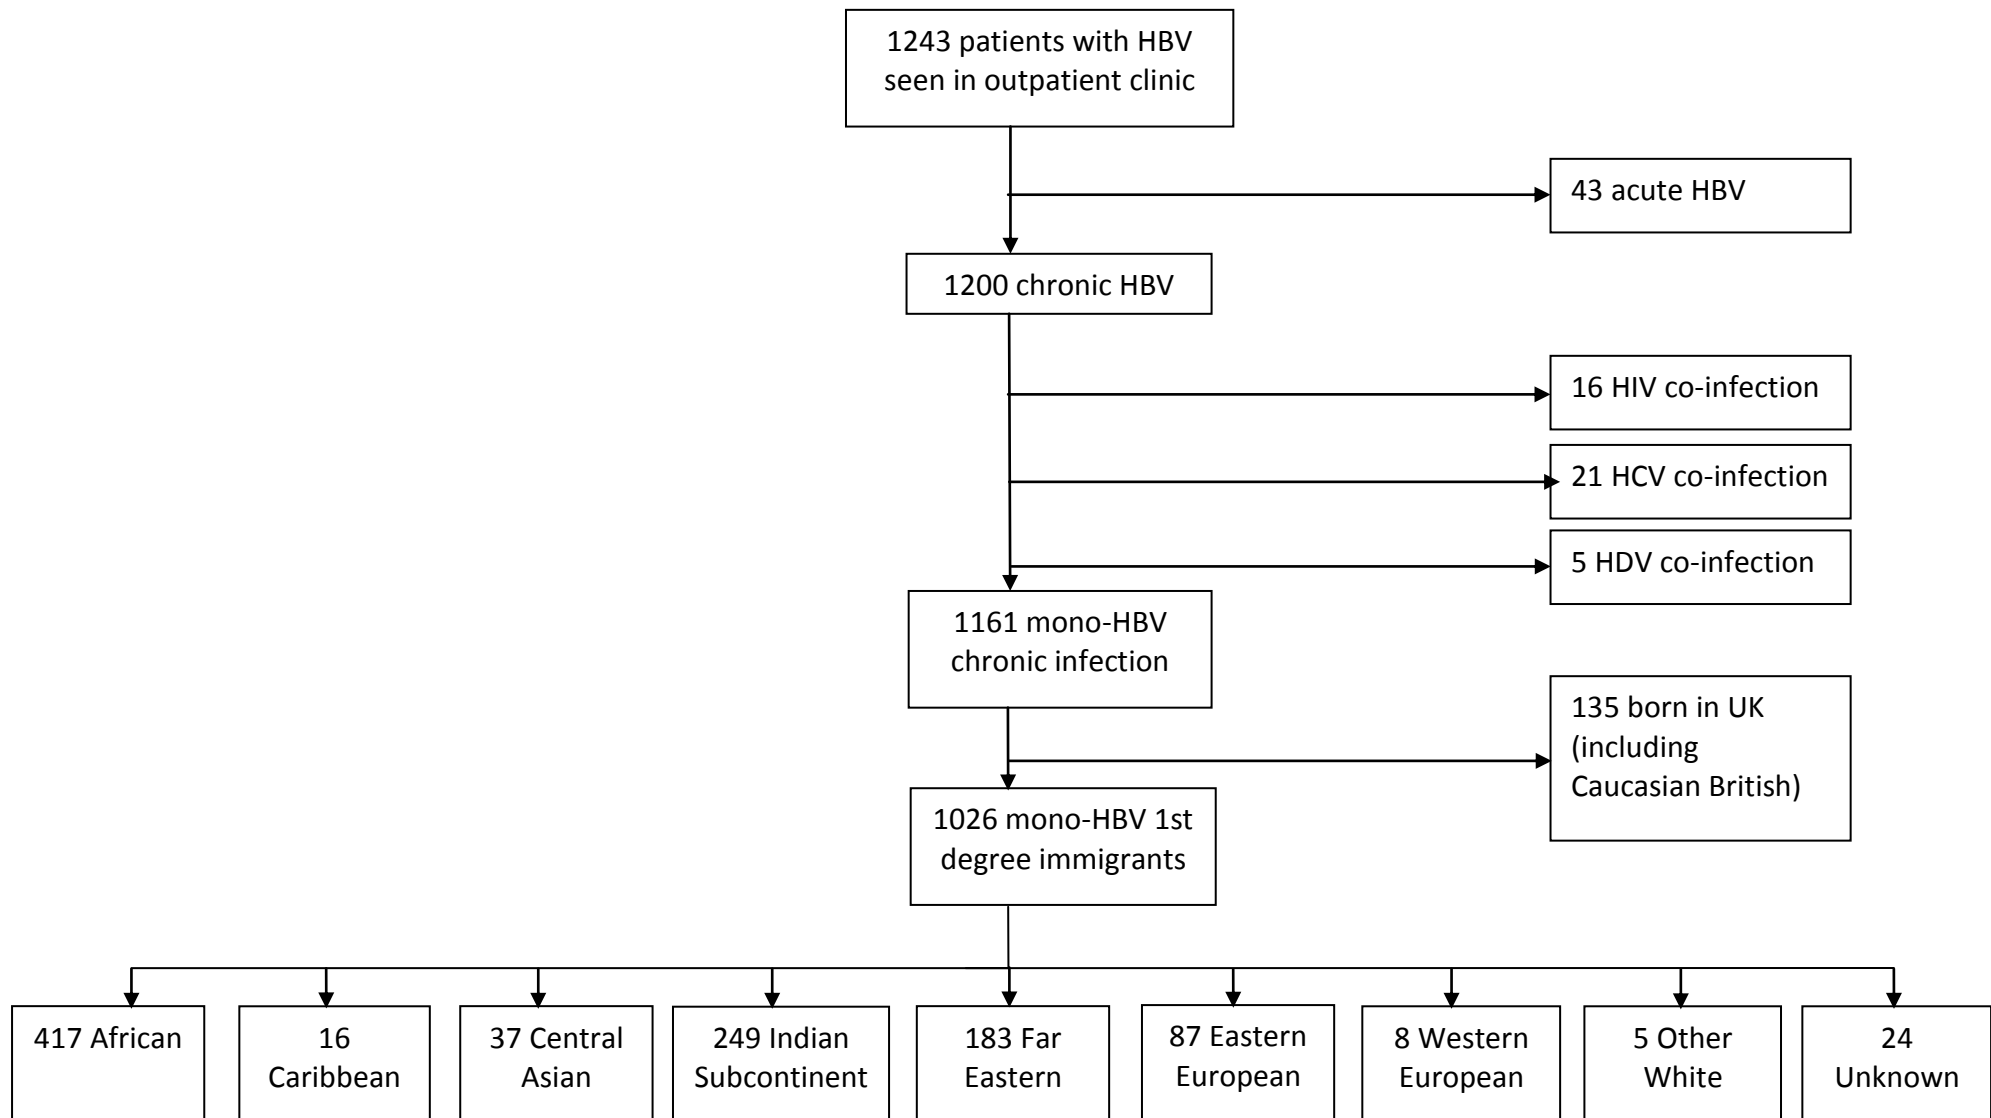 1243 patients with HBV
seen in outpatient clinic
43 acute HBV
1200 chronic HBV
16 HIV co-infection
21 HCV co-infection
5 HDV co-infection
1161 mono-HBV
chronic infection
135 born in UK
(including
Caucasian British)
1026 mono-HBV 1st
degree immigrants
417 African
16
Caribbean
37 Central
Asian
249 Indian
Subcontinent
183 Far
Eastern
87 Eastern
European
8 Western
European
5 Other
White
24
Unknown